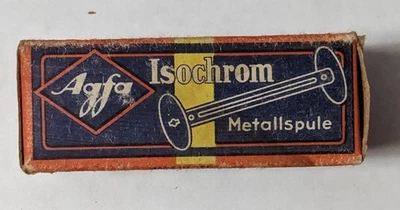 Agfa
Isochrom
Metallspule